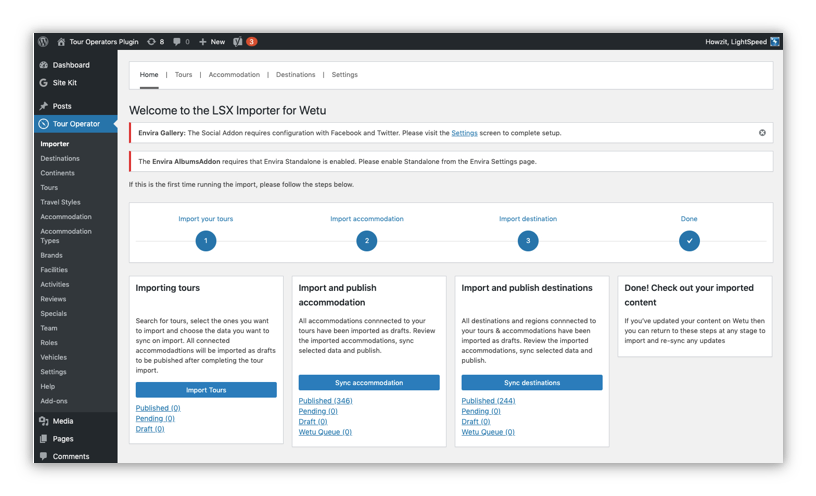 Tour Operators Plugin 8 0 New 3 Howzit, LightSpeed
Dashboard
Site Kit
Posts
Tour Operator
Importer
Destinations
Continents
Tours
Travel Styles
Accommodation
Accommodation
Types
Brands
Facilities
Activities
Reviews
Specials
Team
Roles
Vehicles
Settings
Help
Add-ons
Media
Pages
Comments
Home | Tours | Accommodation | Destinations | Settings
Welcome to the LSX Importer for Wetu
Envira Gallery: The Social Addon requires configuration with Facebook and Twitter. Please visit the Settings screen to complete setup.
The Envira AlbumsAddon requires that Envira Standalone is enabled. Please enable Standalone from the Envira Settings page.
If this is the first time running the import, please follow the steps below.
Import your tours
1
Import accommodation
2
Import destination
3
Done
Importing tours
Search for tours, select the ones you want
to import and choose the data you want to
sync on import. All connected
accommodadtions will be imported as drafts
to be pubished after completing the tour
import.
Import Tours
Published (0)
Pending (0)
Draft (0)
Import and publish
accommodation
All accommodations connnected to your
tours have been imported as drafts. Review
the imported accommodations, sync
selected data and publish.
Sync accommodation
Published (346)
Pending (0)
Draft (0)
Wetu Queue (0)
Import and publish destinations
All destinations and regions connnected to
your tours & accommodations have been
imported as drafts. Review the imported
accommodations, sync selected data and
publish.
Sync destinations
Published (244)
Pending (0)
Draft (0)
Wetu Queue (0)
Done! Check out your imported
content
If you've updated your content on Wetu then
you can return to these steps at any stage to
import and re-sync any updates